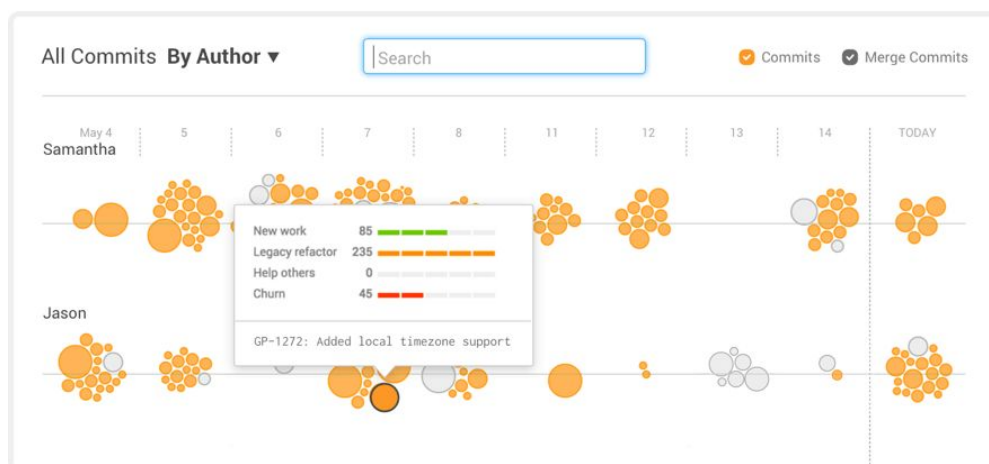 All Commits By Author ▼
Search
Commits
Merge Commits
May 4 5 6 7 8 11 12 13 14 TODAY
Samantha
New work 85
Legacy refactor 235
Help others 0
Churn 45
GP-1272: Added local timezone support
Jason